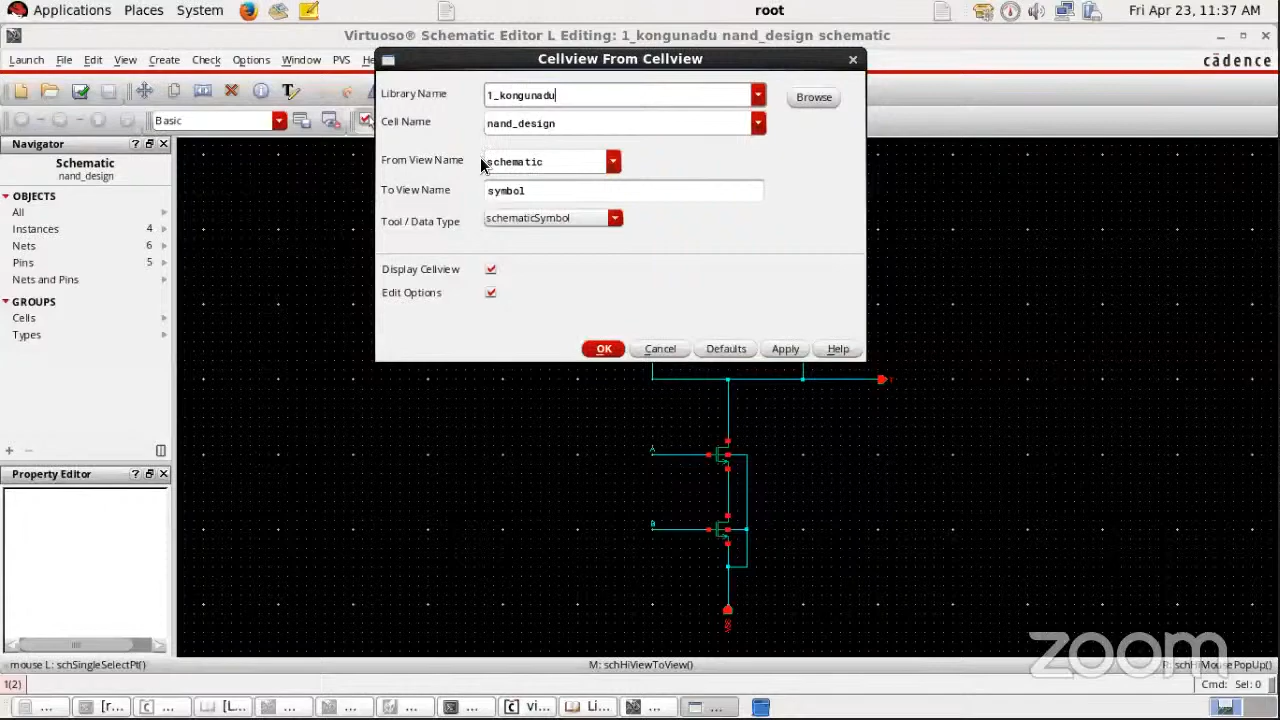 Applications Places System root Fri Apr 23, 11:37 AM
Virtuoso® Schematic Editor L Editing: 1_kongunadu nand_design schematic
Launch File Edit View Create Check Options Window PVS He cādence
Cellview From Cellview
Library Name 1_kongunadu Browse
Cell Name nand_design
From View Name schematic
To View Name symbol
Tool / Data Type schematicSymbol
Display Cellview
Edit Options
OK Cancel Defaults Apply Help
Basic
Navigator
Schematic
nand_design
OBJECTS
All
Instances 4
Nets 6
Pins 5
Nets and Pins
GROUPS
Cells
Types
Property Editor
A
B
zoom
mouse L: schSingleSelectPt() M: schHiViewToView() R: schHiMousePopUp()
1(2) Cmd: Sel: 0
... [r... c ... [L... ... ... ... vi... Li... ... ...